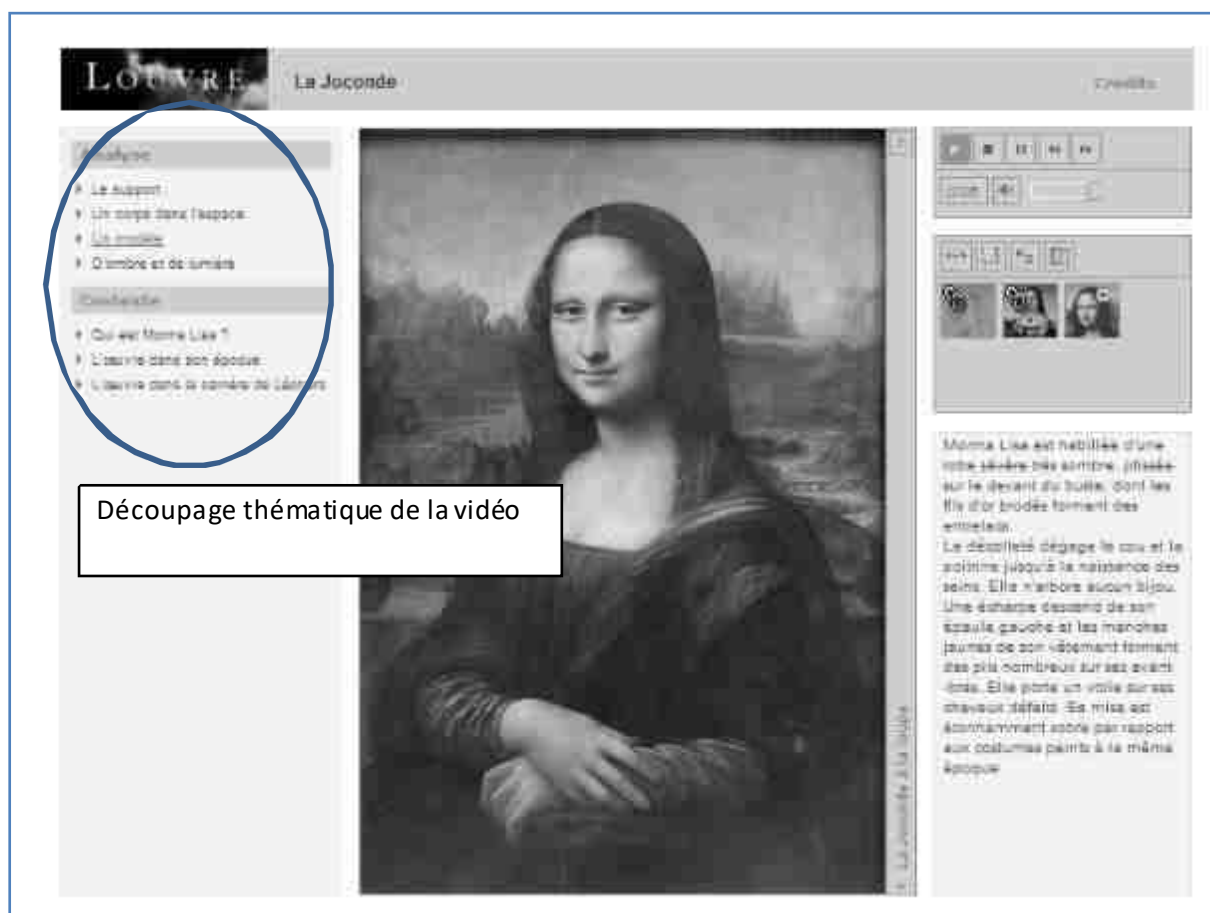 LOUVRE
La Joconde
Crédits
Analyse
Le support
Un corps dans l'espace
Un modèle
D'ombre et de lumière
Contexte
Qui est Monna Lisa ?
L'œuvre dans son époque
L'œuvre dans la carrière de Léonard
Découpage thématique de la vidéo
La Joconde à la loupe
Monna Lisa est habillée d'une
robe sévère très sombre, plissée
sur le devant du buste, dont les
fils d'or brodés forment des
entrelacs.
Le décolleté dégage le cou et la
poitrine jusqu'à la naissance des
seins. Elle n'arbore aucun bijou.
Une écharpe descend de son
épaule gauche et les manches
jaunes de son vêtement forment
des plis nombreux sur ses avant
-bras. Elle porte un voile sur ses
cheveux défaits. Sa mise est
étonnamment sobre par rapport
aux costumes peints à la même
époque